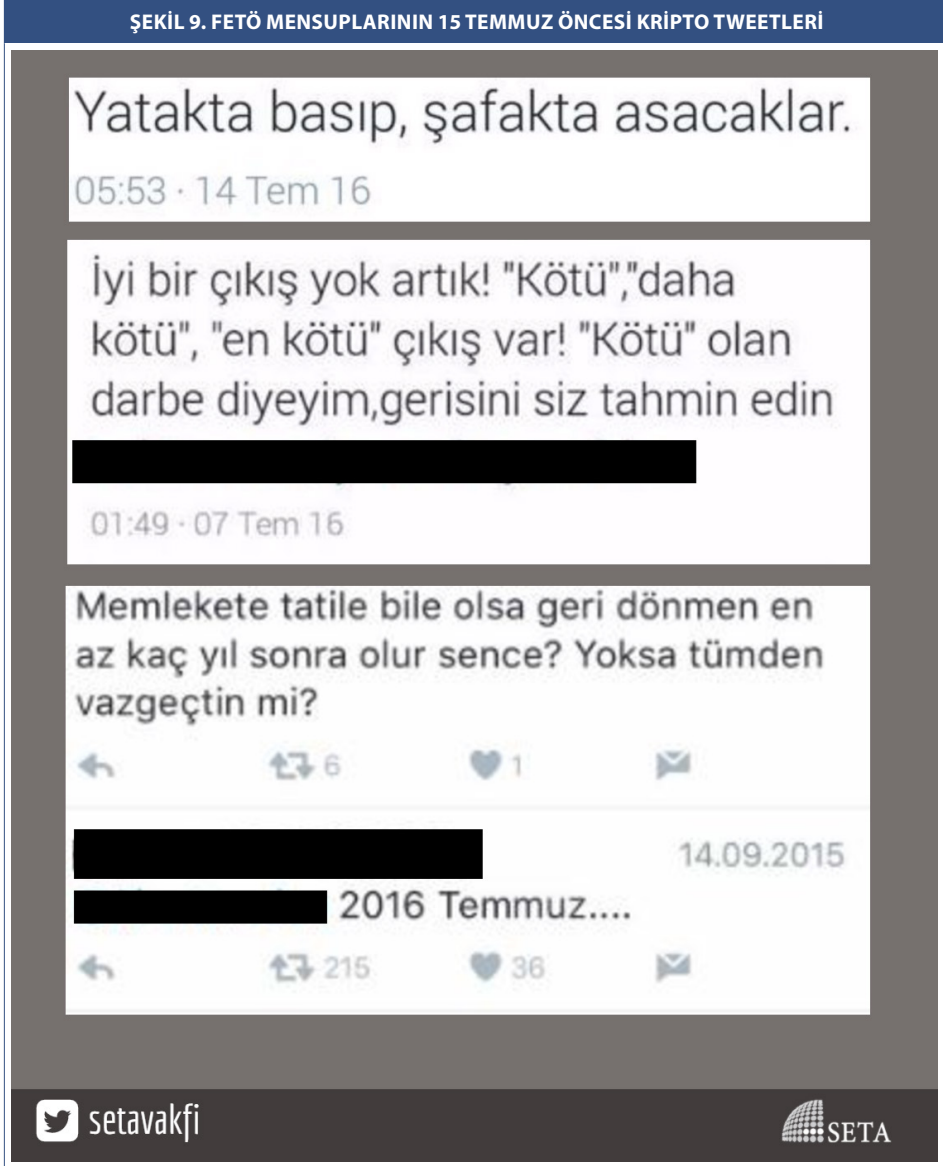 ŞEKİL 9. FETÖ MENSUPLARININ 15 TEMMUZ ÖNCESİ KRİPTO TWEETLERİ
Yatakta basıp, şafakta asacaklar.
05:53 · 14 Tem 16
İyi bir çıkış yok artık! "Kötü","daha
kötü", "en kötü" çıkış var! "Kötü" olan
darbe diyeyim,gerisini siz tahmin edin
01:49 · 07 Tem 16
Memlekete tatile bile olsa geri dönmen en
az kaç yıl sonra olur sence? Yoksa tümden
vazgeçtin mi?
6 1
14.09.2015
2016 Temmuz....
215 36
setavakfi
SETA